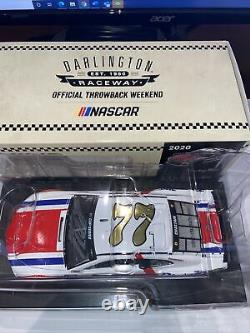 acer
DARLINGTON
EST. 1950
RACEWAY
OFFICIAL THROWBACK WEEKEND
NASCAR
2020
77